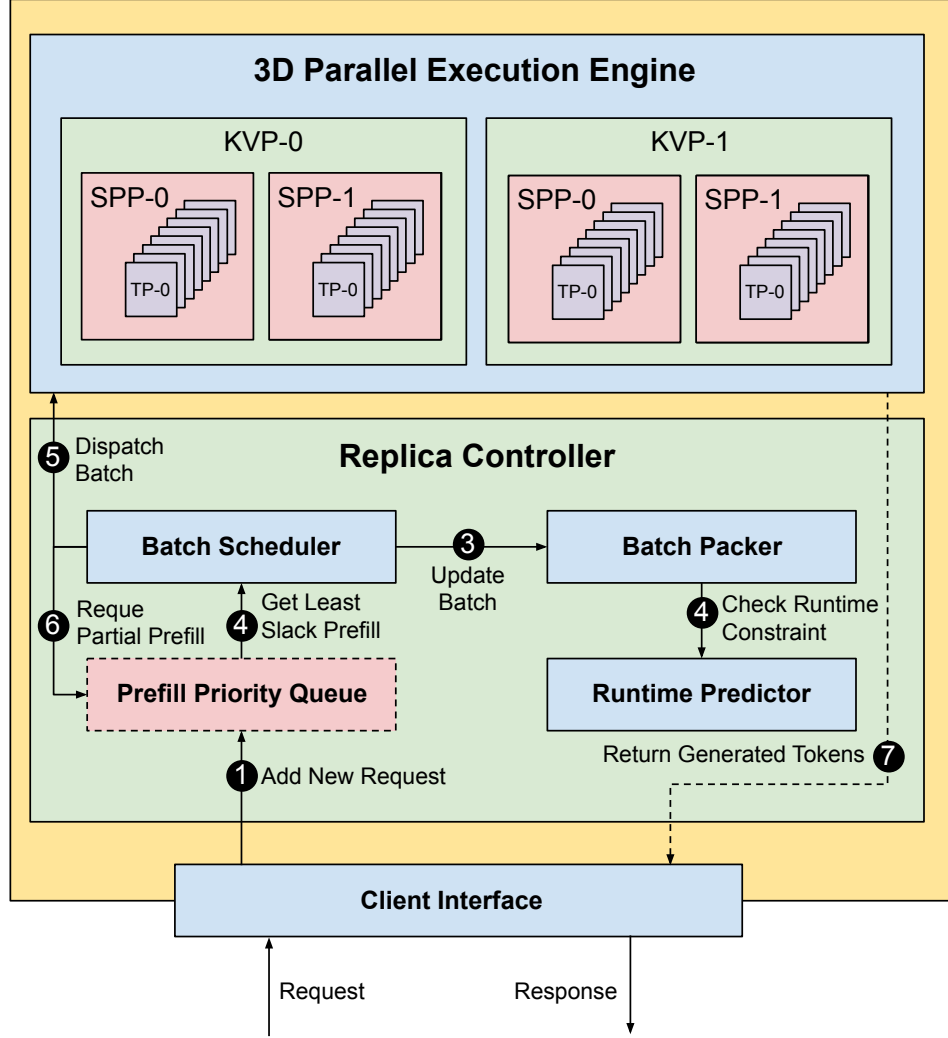 3D Parallel Execution Engine
KVP-0
KVP-1
SPP-0
SPP-1
SPP-0
SPP-1
TP-0
TP-0
TP-0
TP-0
5
Dispatch
Batch
Replica Controller
Batch Scheduler
3
Update
Batch
Batch Packer
6
Reque
Partial Prefill
4
Get Least
Slack Prefill
4
Check Runtime
Constraint
Prefill Priority Queue
Runtime Predictor
1
Add New Request
Return Generated Tokens
7
Client Interface
Request
Response